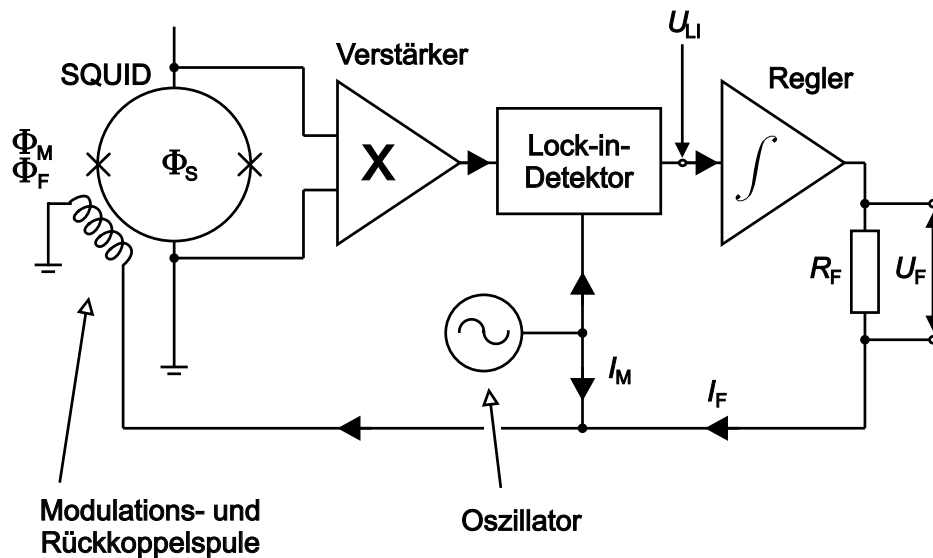 U_LI
Verstärker
SQUID
Regler
Φ_M
Φ_F
Φ_S
X
Lock-in-
Detektor
∫
R_F
U_F
I_M
I_F
Modulations- und
Rückkoppelspule
Oszillator